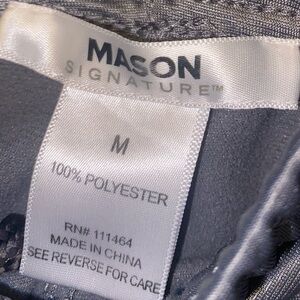 MASON
SIGNATURE™
M
100% POLYESTER
RN# 111464
MADE IN CHINA
SEE REVERSE FOR CARE